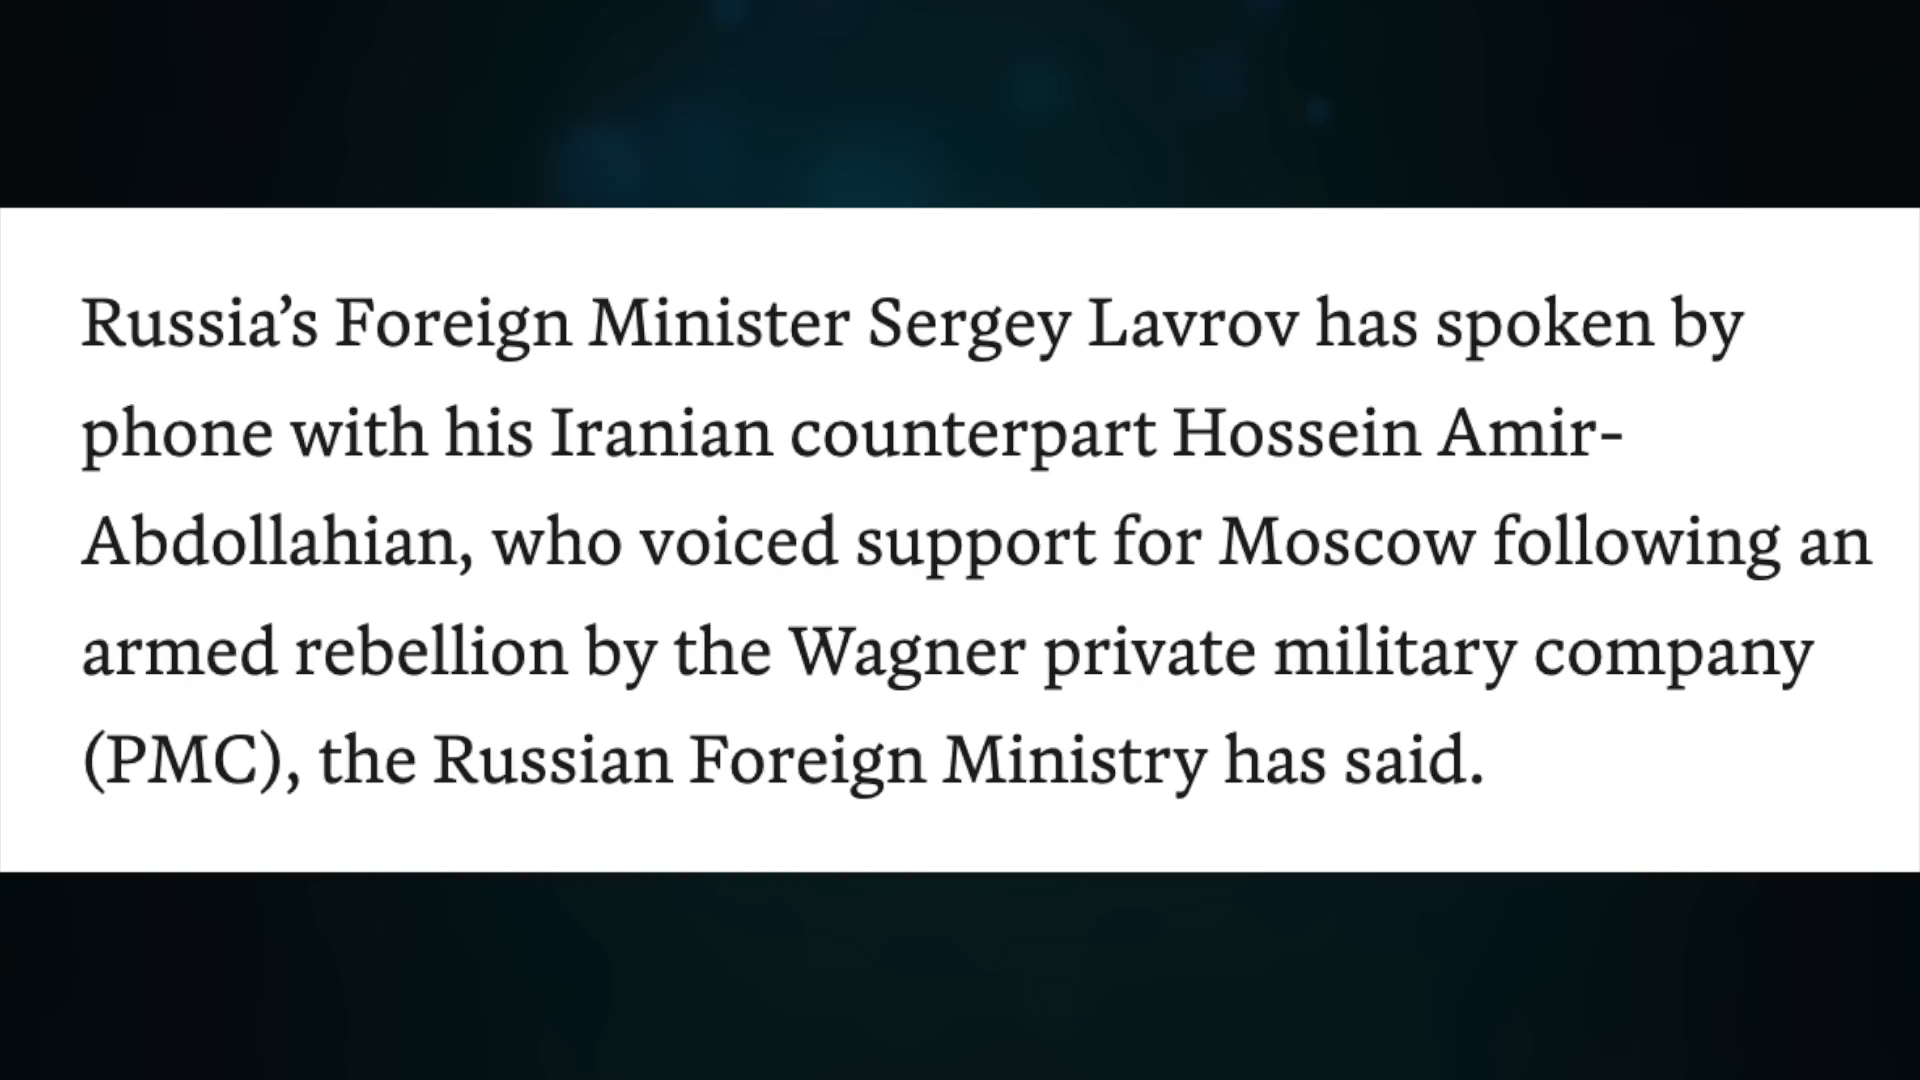 Russia’s Foreign Minister Sergey Lavrov has spoken by
phone with his Iranian counterpart Hossein Amir-
Abdollahian, who voiced support for Moscow following an
armed rebellion by the Wagner private military company
(PMC), the Russian Foreign Ministry has said.